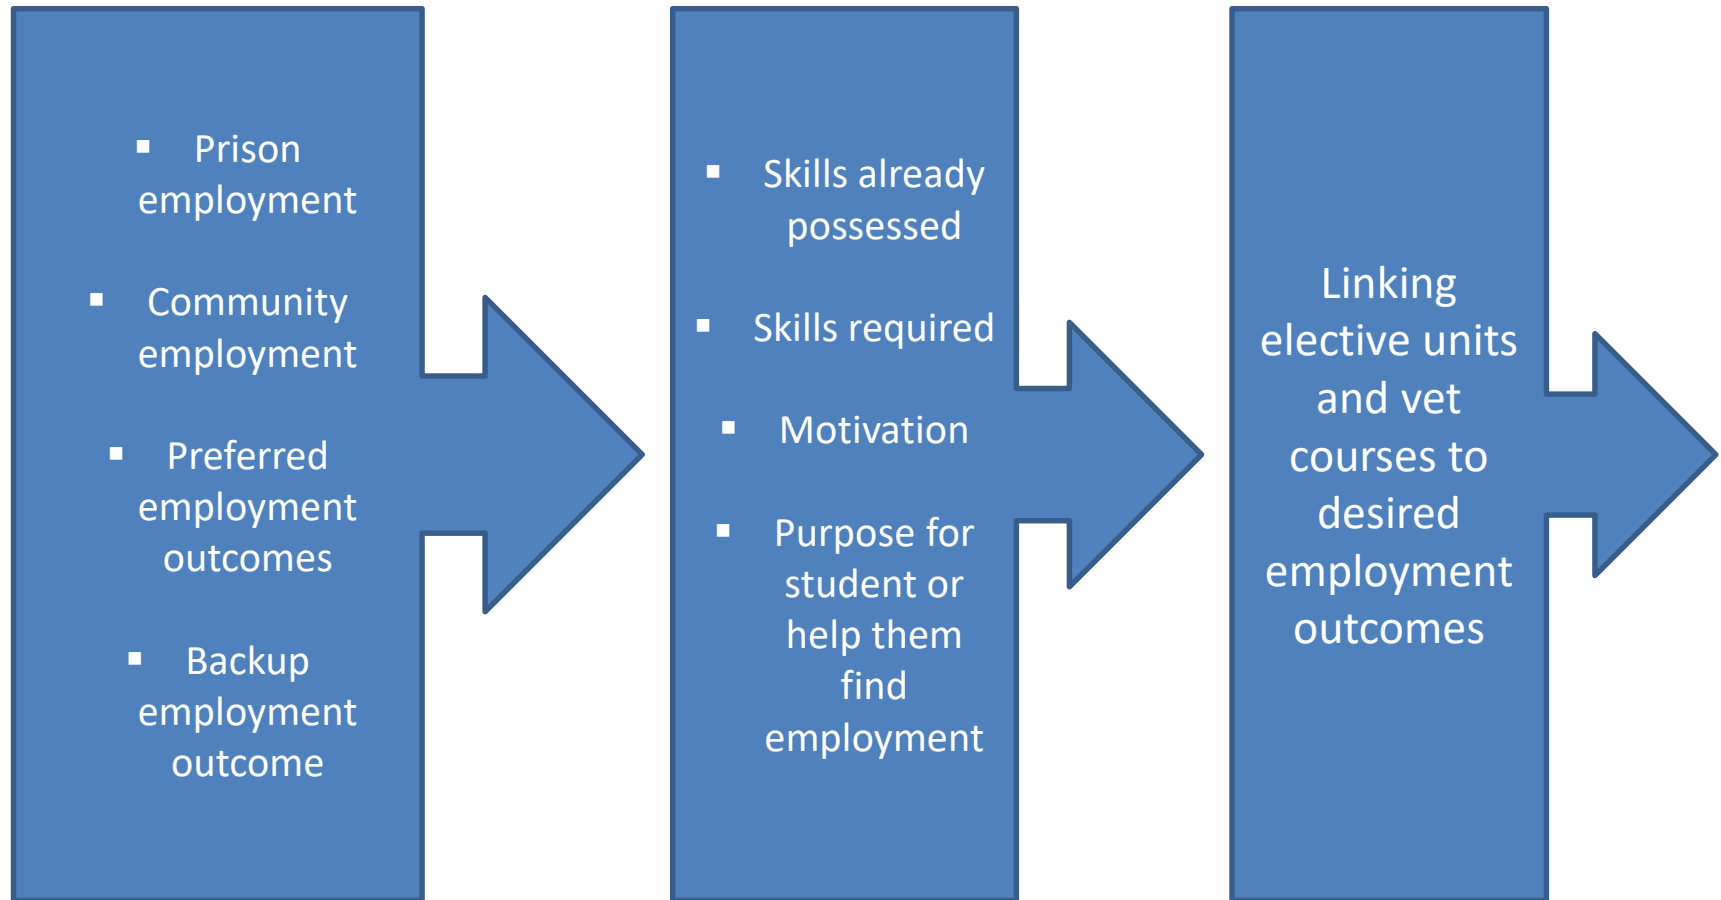 ▪ Prison
employment
▪ Community
employment
▪ Preferred
employment
outcomes
▪ Backup
employment
outcome
▪ Skills already
possessed
▪ Skills required
▪ Motivation
▪ Purpose for
student or
help them
find
employment
Linking
elective units
and vet
courses to
desired
employment
outcomes